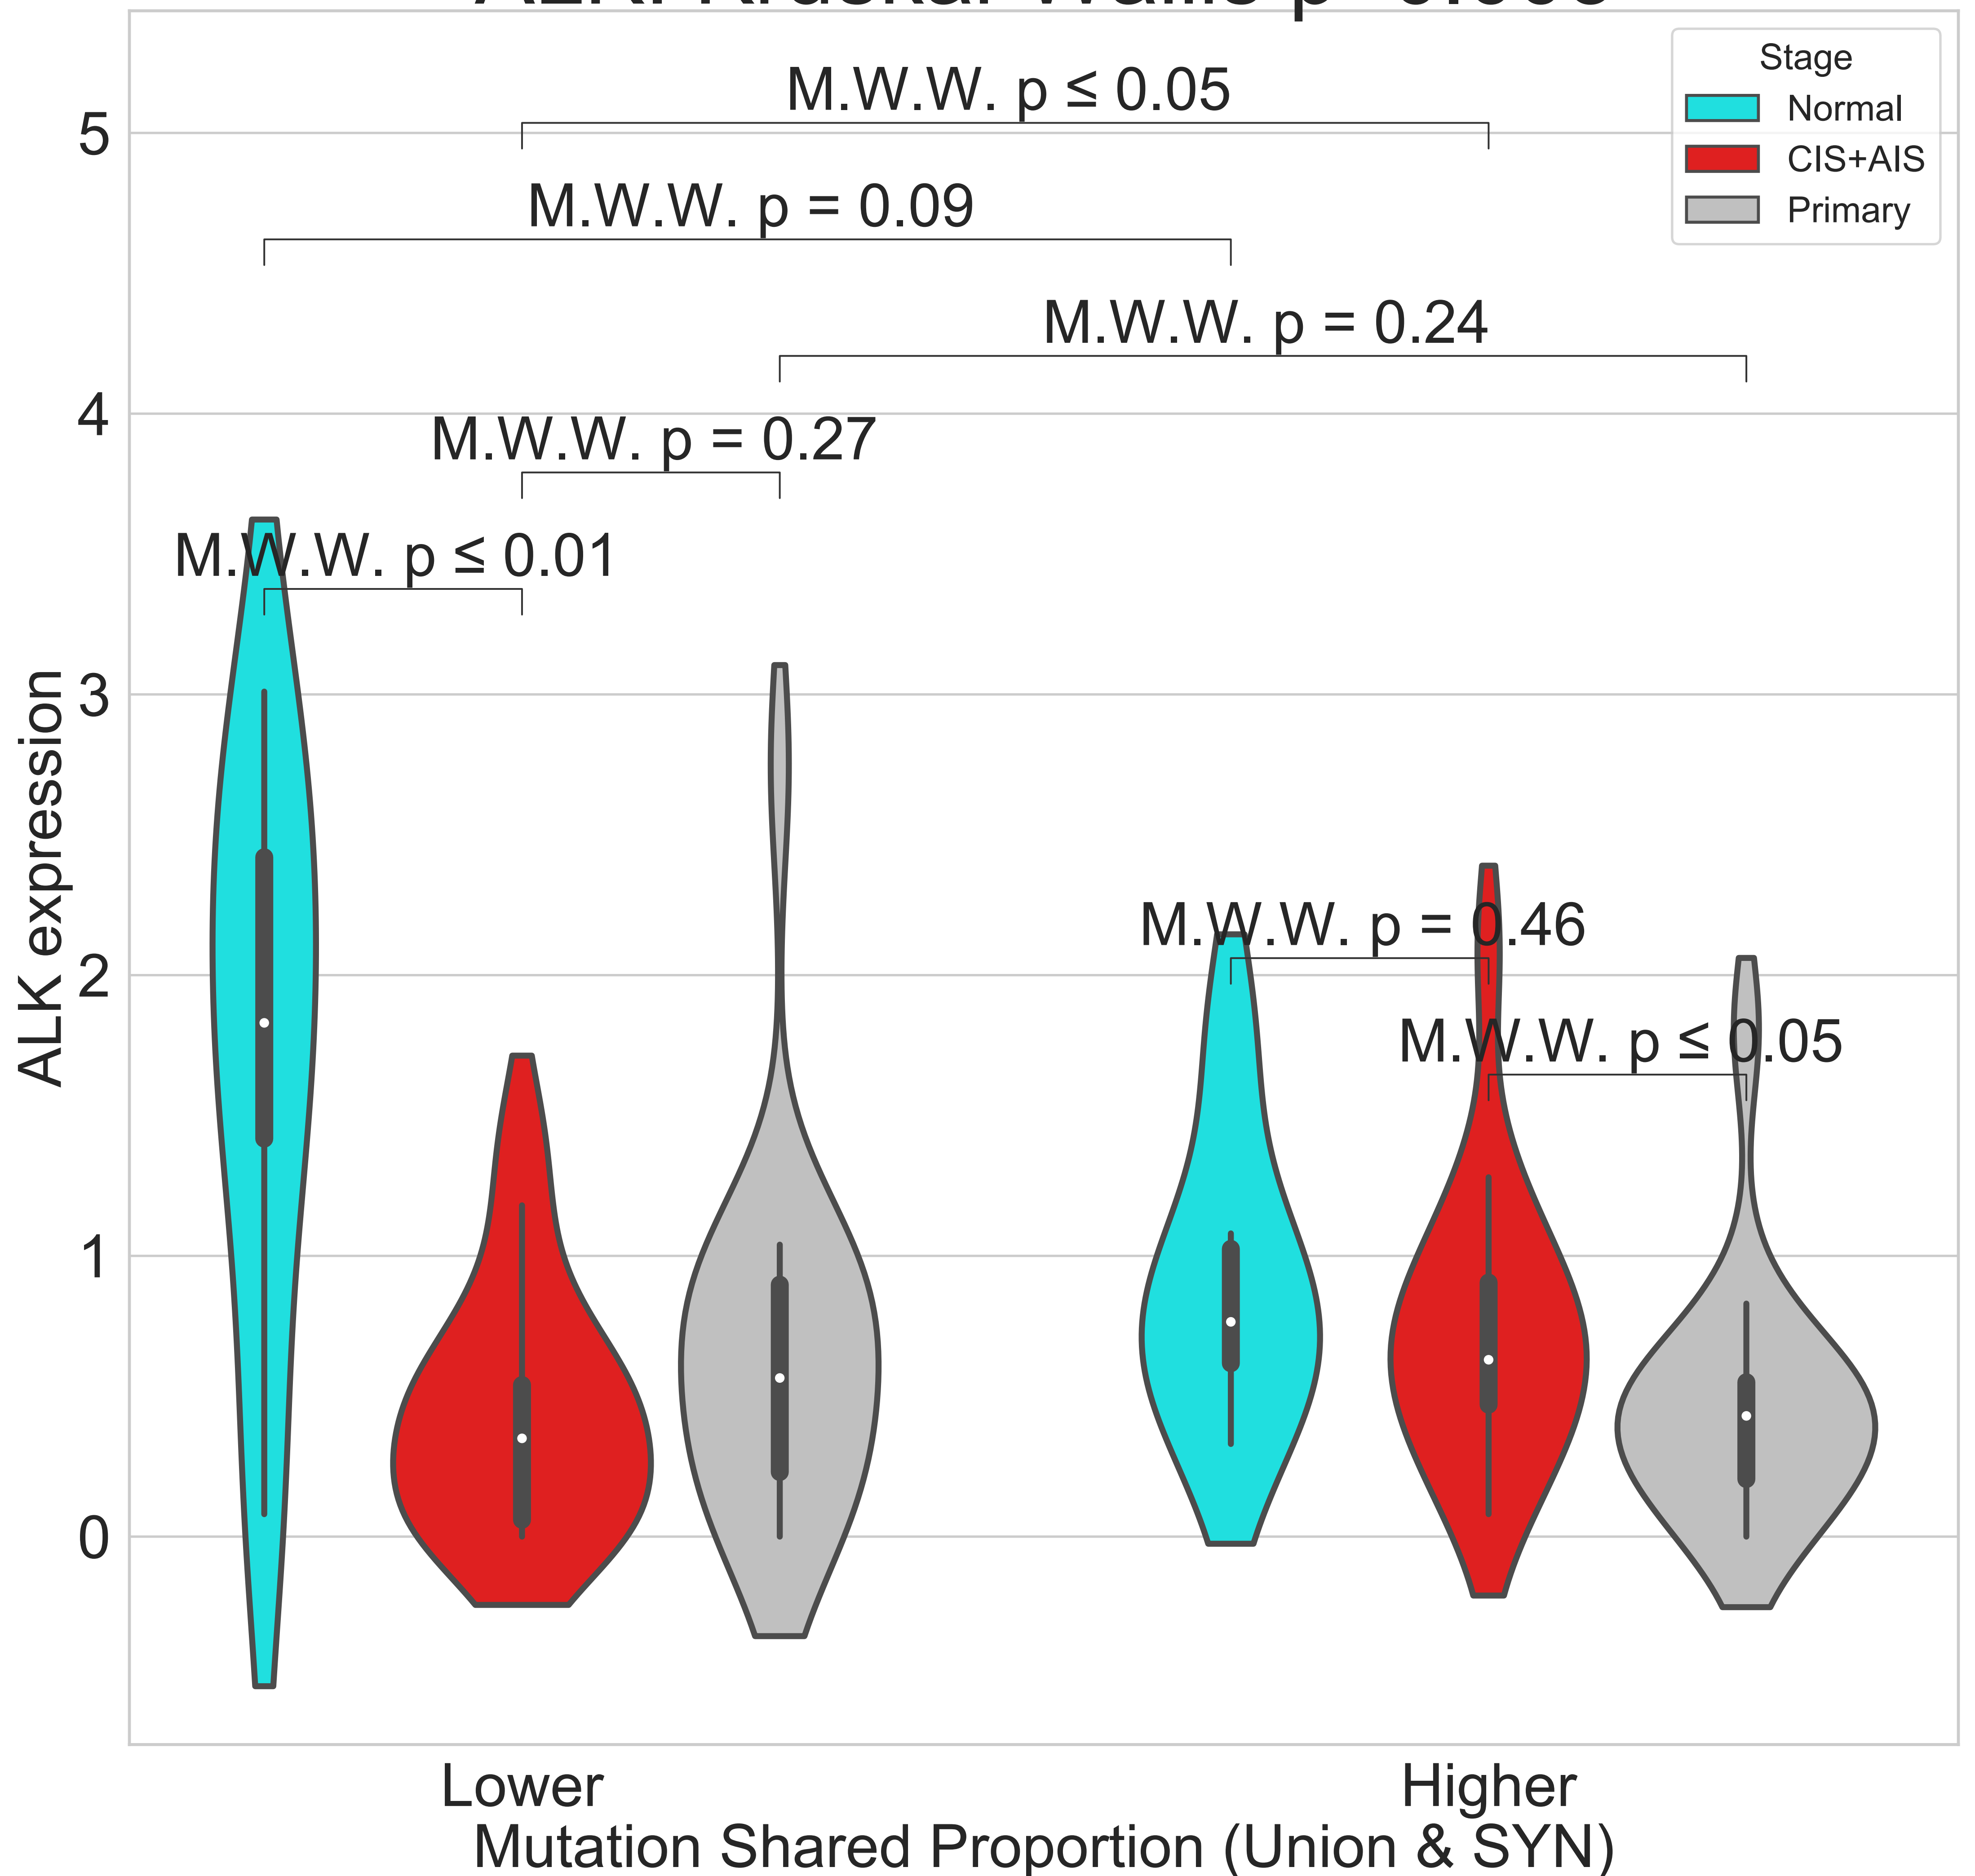 Stage
Normal
CIS+AIS
Primary
M.W.W. p ≤ 0.05
M.W.W. p = 0.09
M.W.W. p = 0.24
M.W.W. p = 0.27
M.W.W. p ≤ 0.01
M.W.W. p = 0.46
M.W.W. p ≤ 0.05
5
4
3
2
1
0
ALK expression
Lower
Higher
Mutation Shared Proportion (Union & SYN)